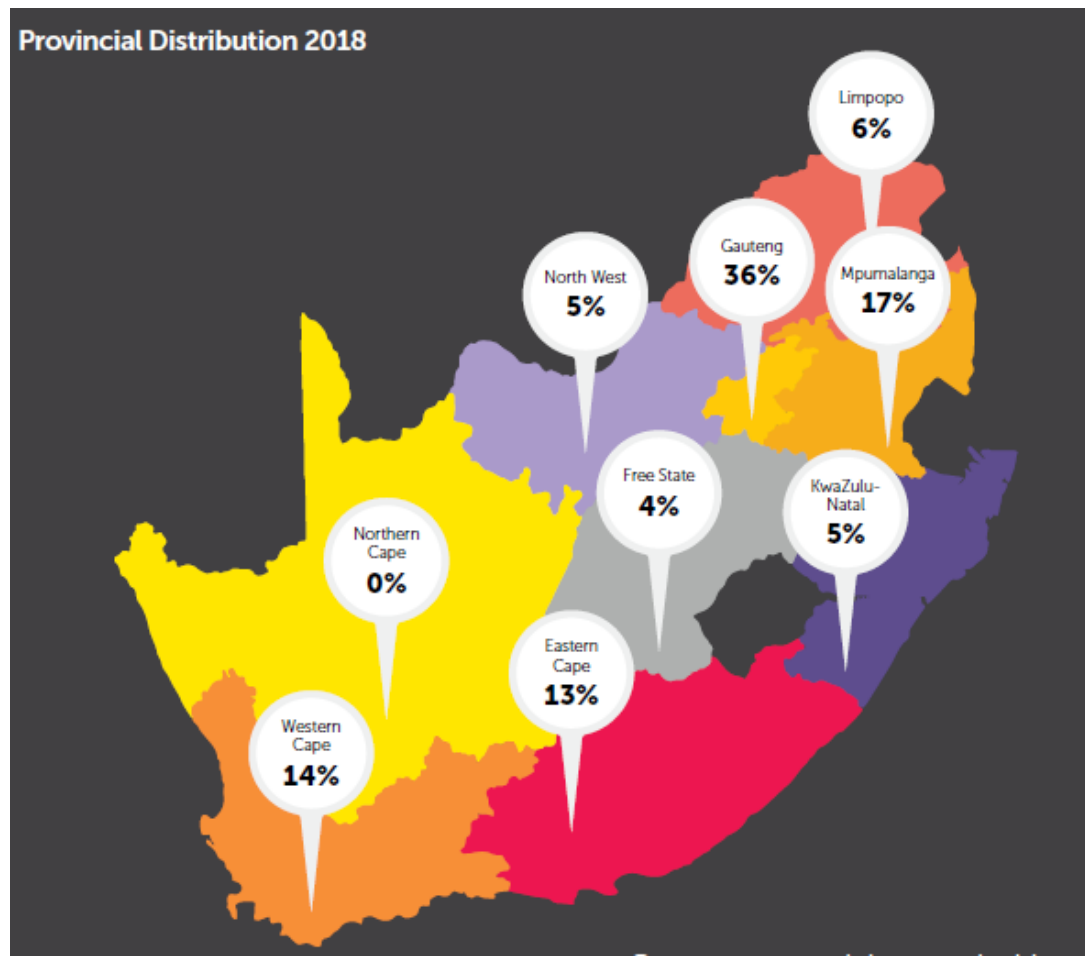 Provincial Distribution 2018
Limpopo
6%
Gauteng
36%
North West
5%
Mpumalanga
17%
Free State
4%
KwaZulu-
Natal
5%
Northern
Cape
0%
Eastern
Cape
13%
Western
Cape
14%